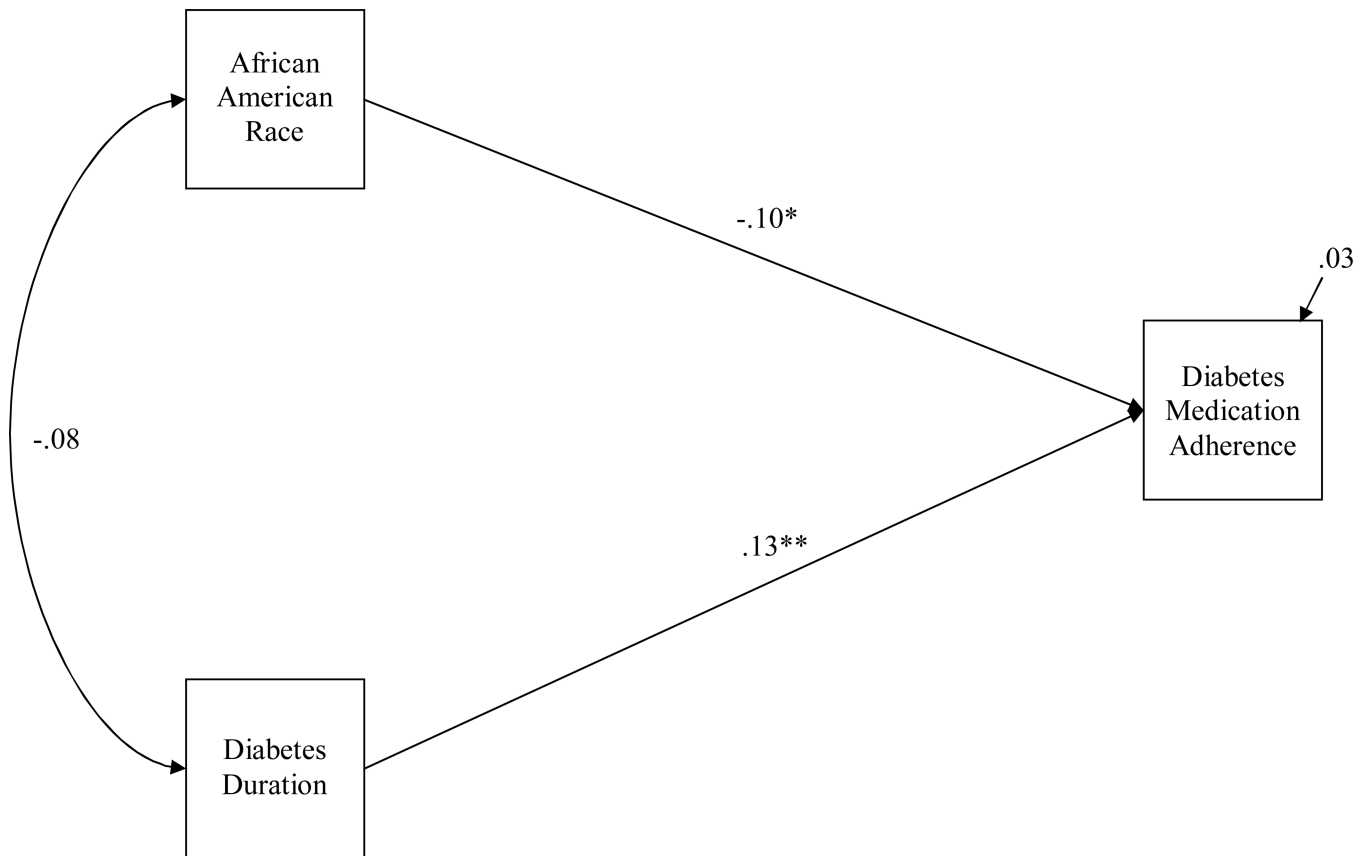 African
American
Race
-.10*
.03
Diabetes
Medication
Adherence
-.08
.13**
Diabetes
Duration